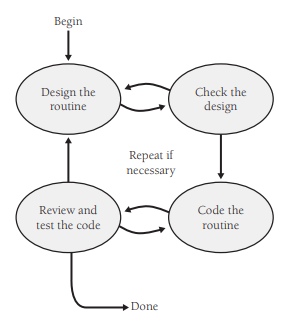 Begin
Design the
routine
Check the
design
Repeat if
necessary
Review and
test the code
Code the
routine
Done